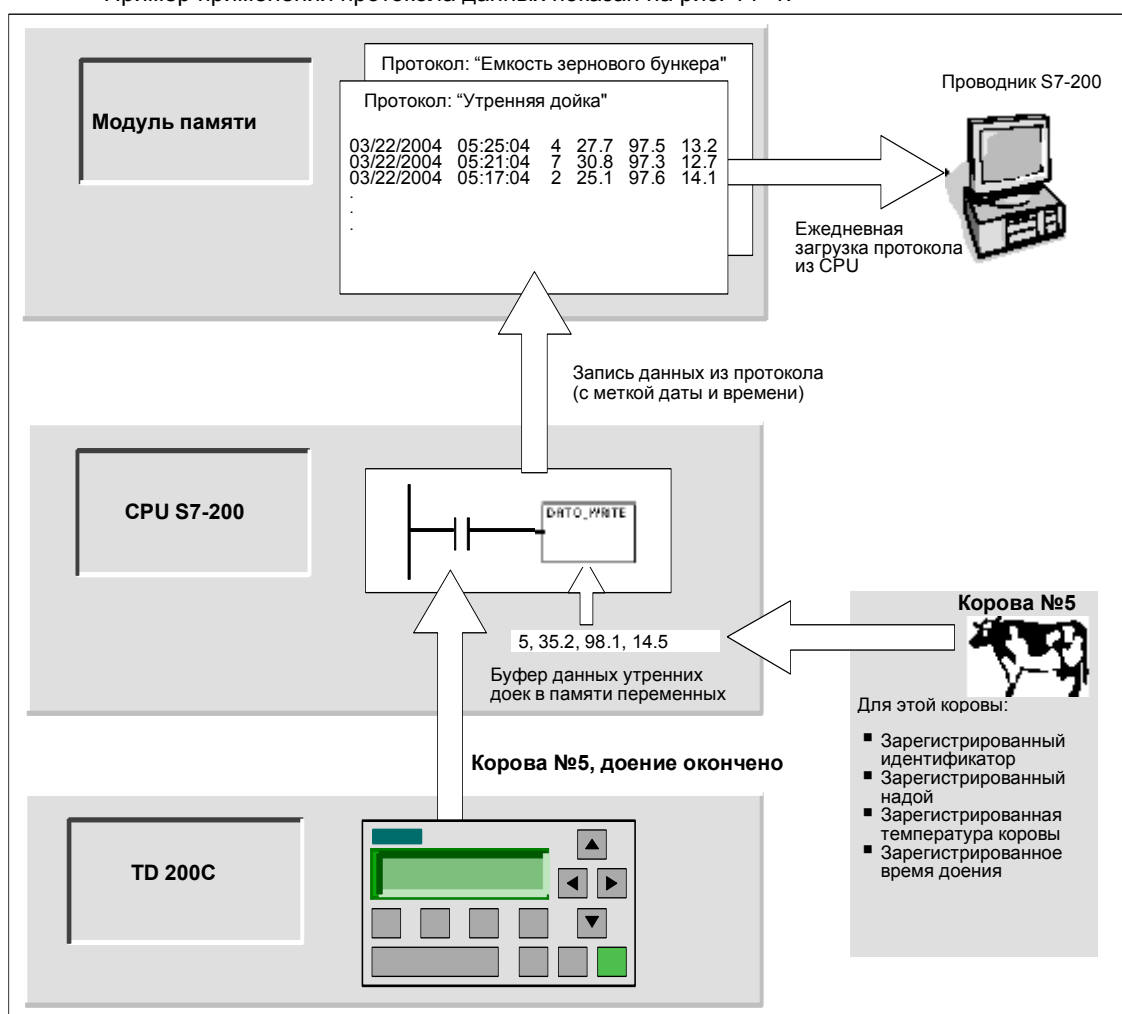 Протокол: “Емкость зернового бункера"
Протокол: “Утренняя дойка"
Проводник S7-200
Модуль памяти
03/22/2004 05:25:04 4 27.7 97.5 13.2
03/22/2004 05:21:04 7 30.8 97.3 12.7
03/22/2004 05:17:04 2 25.1 97.6 14.1
.
.
.
Ежедневная
загрузка протокола
из CPU
Запись данных из протокола
(с меткой даты и времени)
CPU S7-200
5, 35.2, 98.1, 14.5
Буфер данных утренних
доек в памяти переменных
Корова №5
Для этой коровы:
▪ Зарегистрированный
идентификатор
▪ Зарегистрированный
надой
▪ Зарегистрированная
температура коровы
▪ Зарегистрированное
время доения
Корова №5, доение окончено
TD 200C